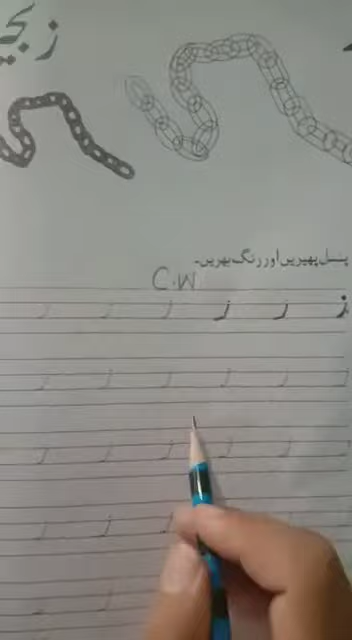 زنجیر
پنسل پھیریں اور رنگ بھریں۔
C.W
ز ز ز ز ز ز
ز ز ز ز ز ز
ز ز ز ز ز ز
ز ز ز